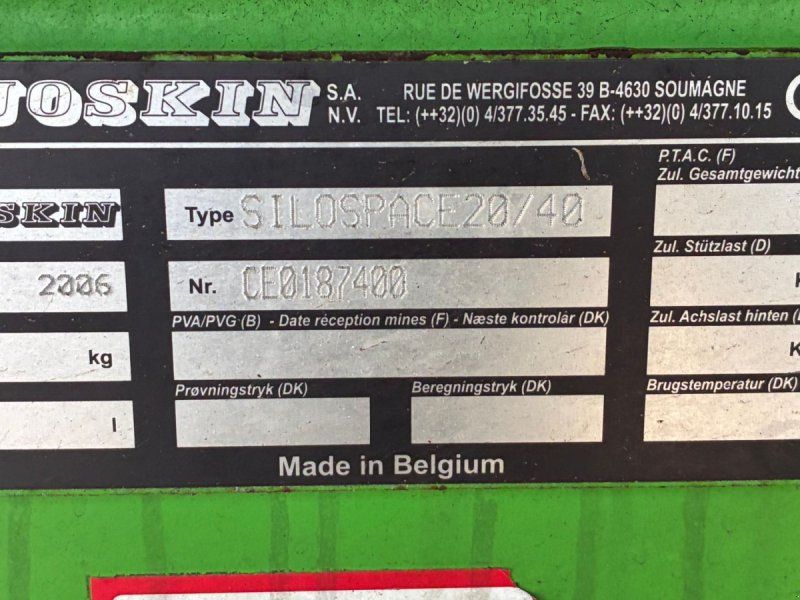 JOSKIN S.A. N.V.
RUE DE WERGIFOSSE 39 B-4630 SOUMAGNE
TEL: (++32)(0) 4/377.35.45 - FAX: (++32)(0) 4/377.10.15
P.T.A.C. (F)
Zul. Gesamtgewicht
SKIN
Type SILOSPACE20/40
Zul. Stützlast (D)
2006
Nr. CE0187400
PVA/PVG (B) - Date réception mines (F) - Næste kontrolår (DK)
Zul. Achslast hinten
kg
Prøvningstryk (DK)
Beregningstryk (DK)
Brugstemperatur (DK)
l
Made in Belgium